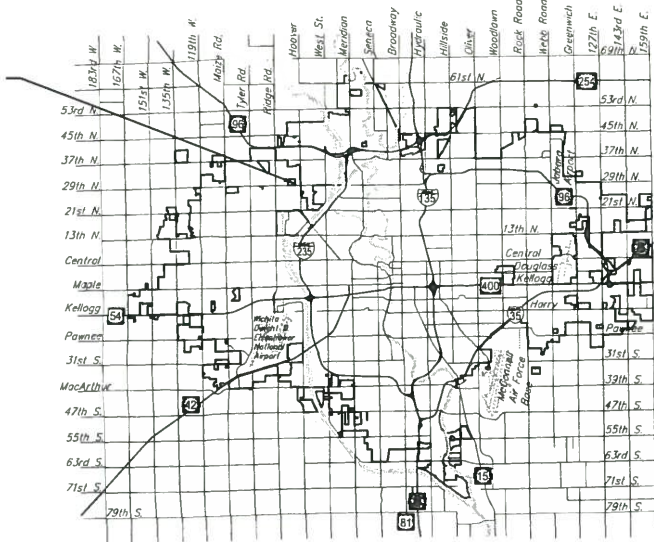 183rd W.
167th W.
151st W.
135th W.
119th W.
Maize Rd.
Tyler Rd.
Ridge Rd.
Hoover
West St.
Meridian
Seneca
Broadway
Hydraulic
Hillside
Oliver
Woodlawn
Rock Road
Webb Road
Greenwich
127th E.
143rd E.
159th E.
69th N.
61st N.
254
53rd N.
53rd N.
96
45th N.
45th N.
37th N.
37th N.
29th N.
29th N.
Jabara
Airport
135
96
21st N.
21st N.
13th N.
13th N.
235
Central
Central
Douglass
Maple
Kellogg
400
Harry
Kellogg
54
35
Wichita
Dwight D.
Eisenhower
National
Airport
Pawnee
Pawnee
31st S.
31st S.
McConnell
Air Force
Base
MacArthur
39th S.
42
47th S.
47th S.
55th S.
55th S.
63rd S.
63rd S.
15
71st S.
71st S.
79th S.
79th S.
81